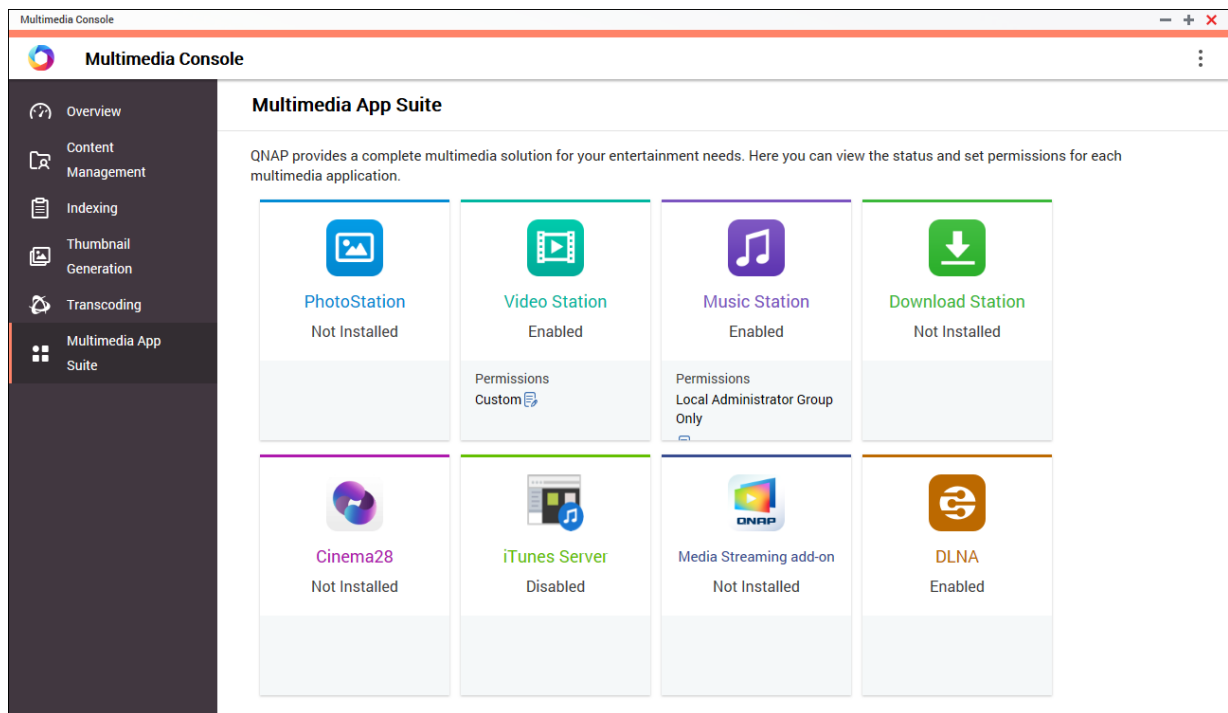 Multimedia Console
Multimedia Console
Overview
Content
Management
Indexing
Thumbnail
Generation
Transcoding
Multimedia App
Suite
Multimedia App Suite
QNAP provides a complete multimedia solution for your entertainment needs. Here you can view the status and set permissions for each
multimedia application.
PhotoStation
Not Installed
Video Station
Enabled
Permissions
Custom
Music Station
Enabled
Permissions
Local Administrator Group
Only
Download Station
Not Installed
Cinema28
Not Installed
iTunes Server
Disabled
QNAP
Media Streaming add-on
Not Installed
DLNA
Enabled